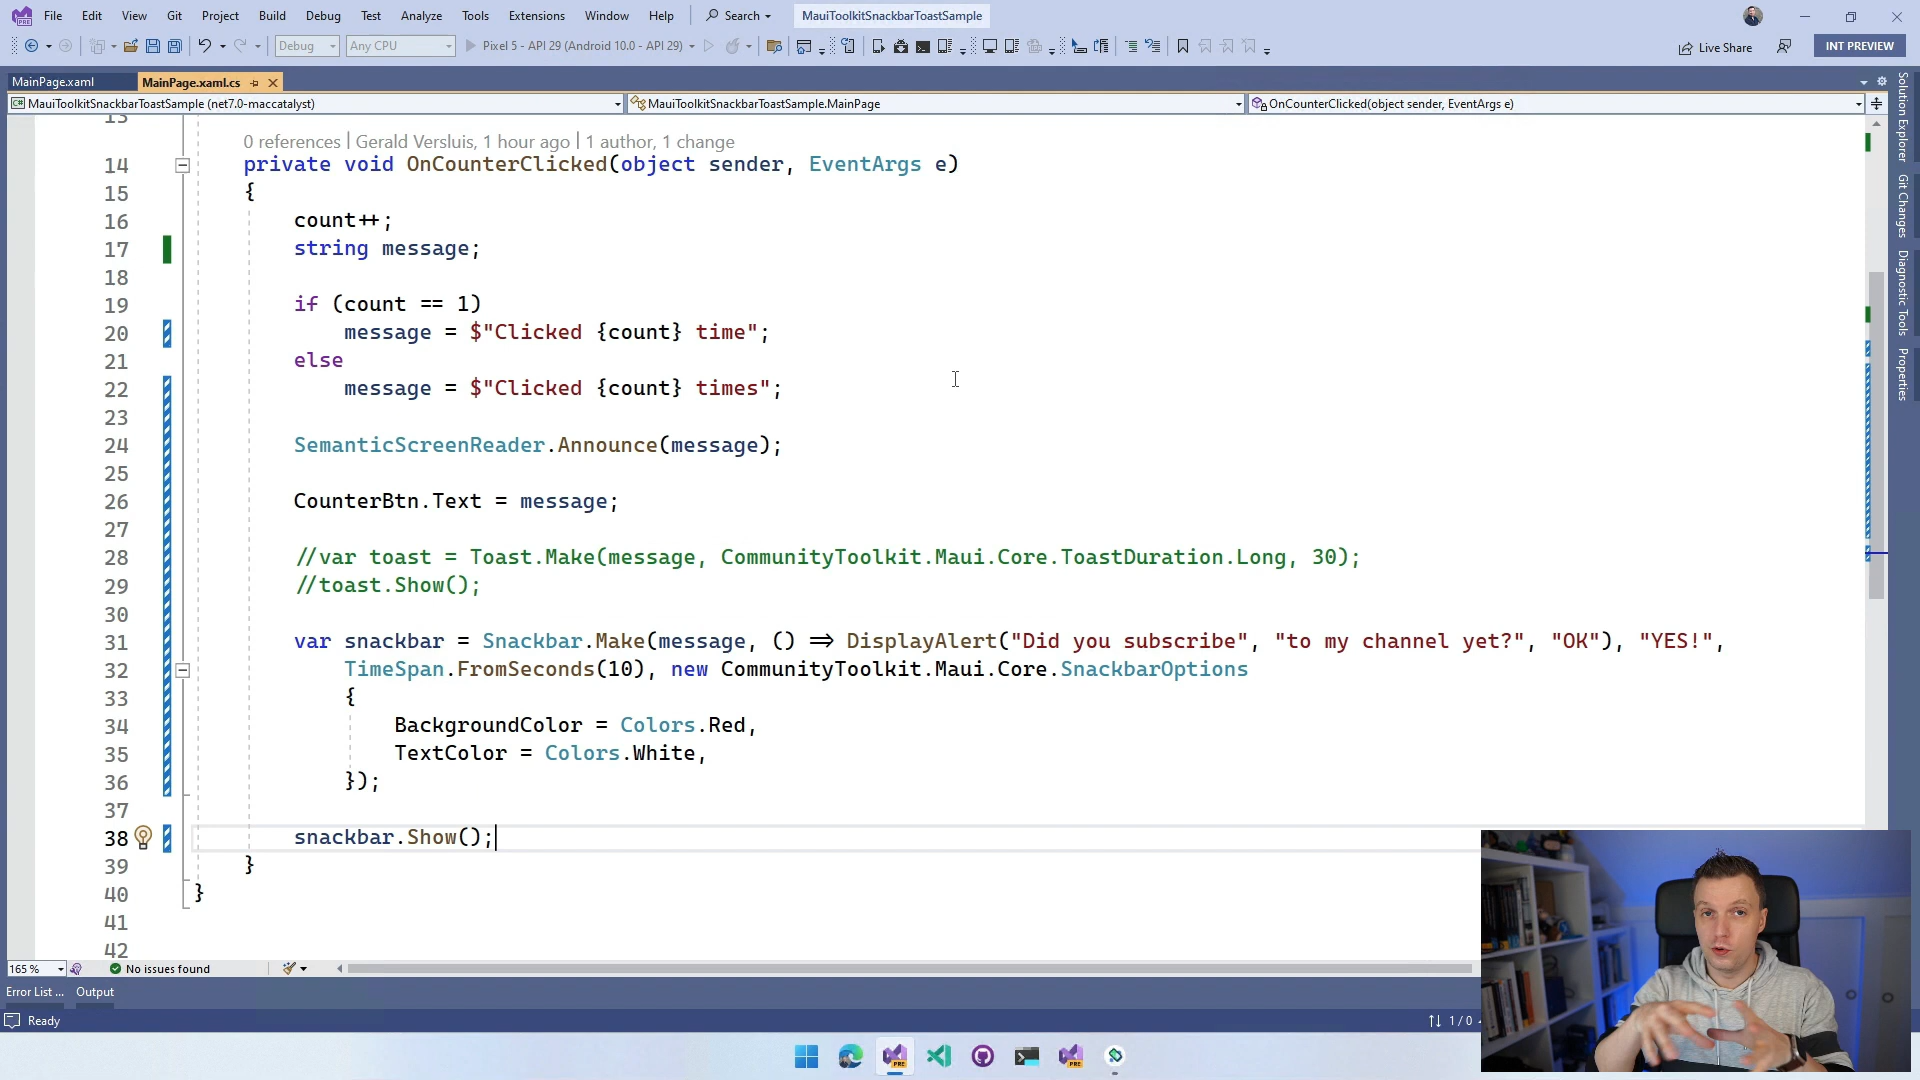 File Edit View Git Project Build Debug Test Analyze Tools Extensions Window Help Search MauiToolkitSnackbarToastSample
Debug Any CPU Pixel 5 - API 29 (Android 10.0 - API 29) Live Share INT PREVIEW
MainPage.xaml MainPage.xaml.cs
MauiToolkitSnackbarToastSample (net7.0-maccatalyst) MauiToolkitSnackbarToastSample.MainPage OnCounterClicked(object sender, EventArgs e)
13
0 references | Gerald Versluis, 1 hour ago | 1 author, 1 change
14 private void OnCounterClicked(object sender, EventArgs e)
15 {
16 count++;
17 string message;
18
19 if (count == 1)
20 message = $"Clicked {count} time";
21 else
22 message = $"Clicked {count} times";
23
24 SemanticScreenReader.Announce(message);
25
26 CounterBtn.Text = message;
27
28 //var toast = Toast.Make(message, CommunityToolkit.Maui.Core.ToastDuration.Long, 30);
29 //toast.Show();
30
31 var snackbar = Snackbar.Make(message, () => DisplayAlert("Did you subscribe", "to my channel yet?", "OK"), "YES!",
32 TimeSpan.FromSeconds(10), new CommunityToolkit.Maui.Core.SnackbarOptions
33 {
34 BackgroundColor = Colors.Red,
35 TextColor = Colors.White,
36 });
37
38 snackbar.Show();
39 }
40 }
41
42
Solution Explorer
Git Changes
Diagnostic Tools
Properties
165 % No issues found
Error List ... Output
Ready 1 / 0